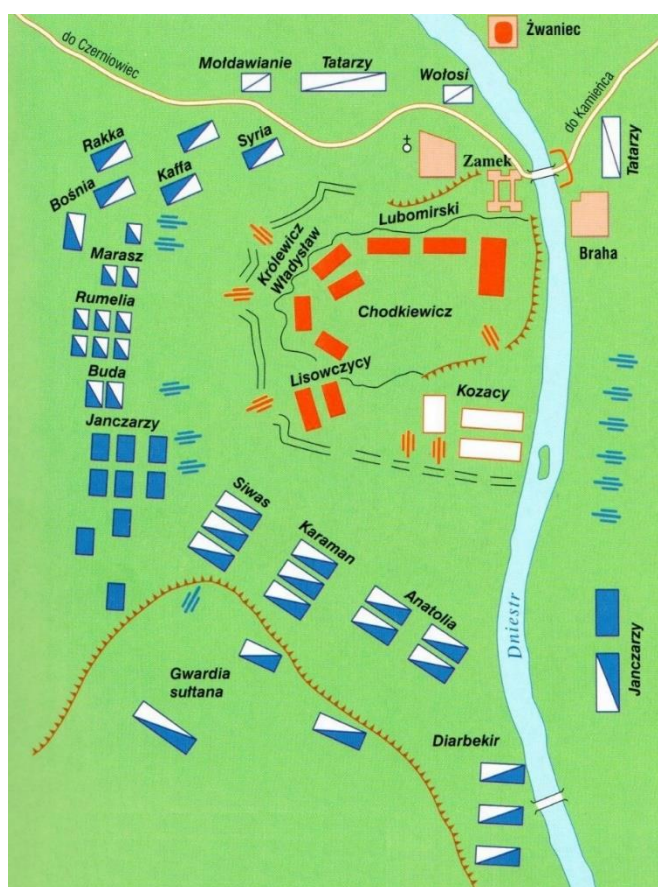 Żwaniec
do Czerniowiec
Mołdawianie
Tatarzy
Wołosi
do Kamieńca
Tatarzy
Rakka
Syria
Zamek
Bośnia
Kaffa
Lubomirski
Braha
Królewicz
Władysław
Marasz
Rumelia
Chodkiewicz
Buda
Lisowczycy
Kozacy
Janczarzy
Siwas
Karaman
Anatolia
Dniestr
Janczarzy
Gwardia
sułtana
Diarbekir